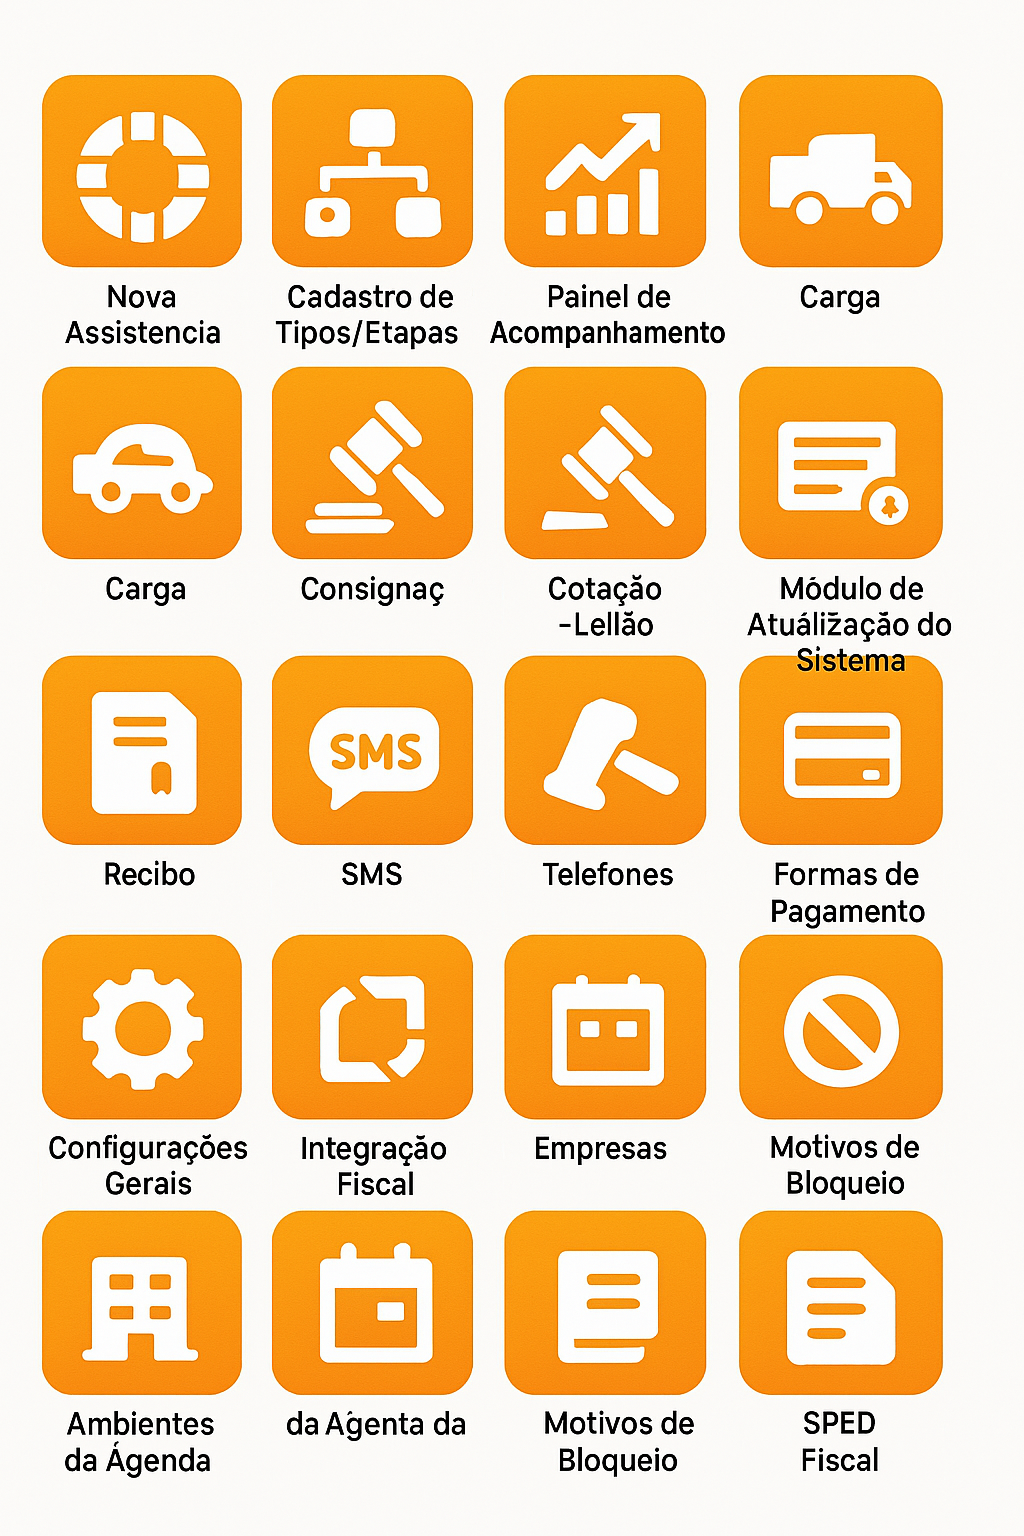 Nova
Assistencia
Cadastro de
Tipos/Etapas
Painel de
Acompanhamento
Carga
Carga
Consignaç
Cotação
-Lellão
Módulo de
Atuálização do
Sistema
Recibo
SMS
SMS
Telefones
Formas de
Pagamento
Configurações
Gerais
Integração
Fiscal
Empresas
Motivos de
Bloqueio
Ambientes
da Ágenda
da Agenta da
Motivos de
Bloqueio
SPED
Fiscal